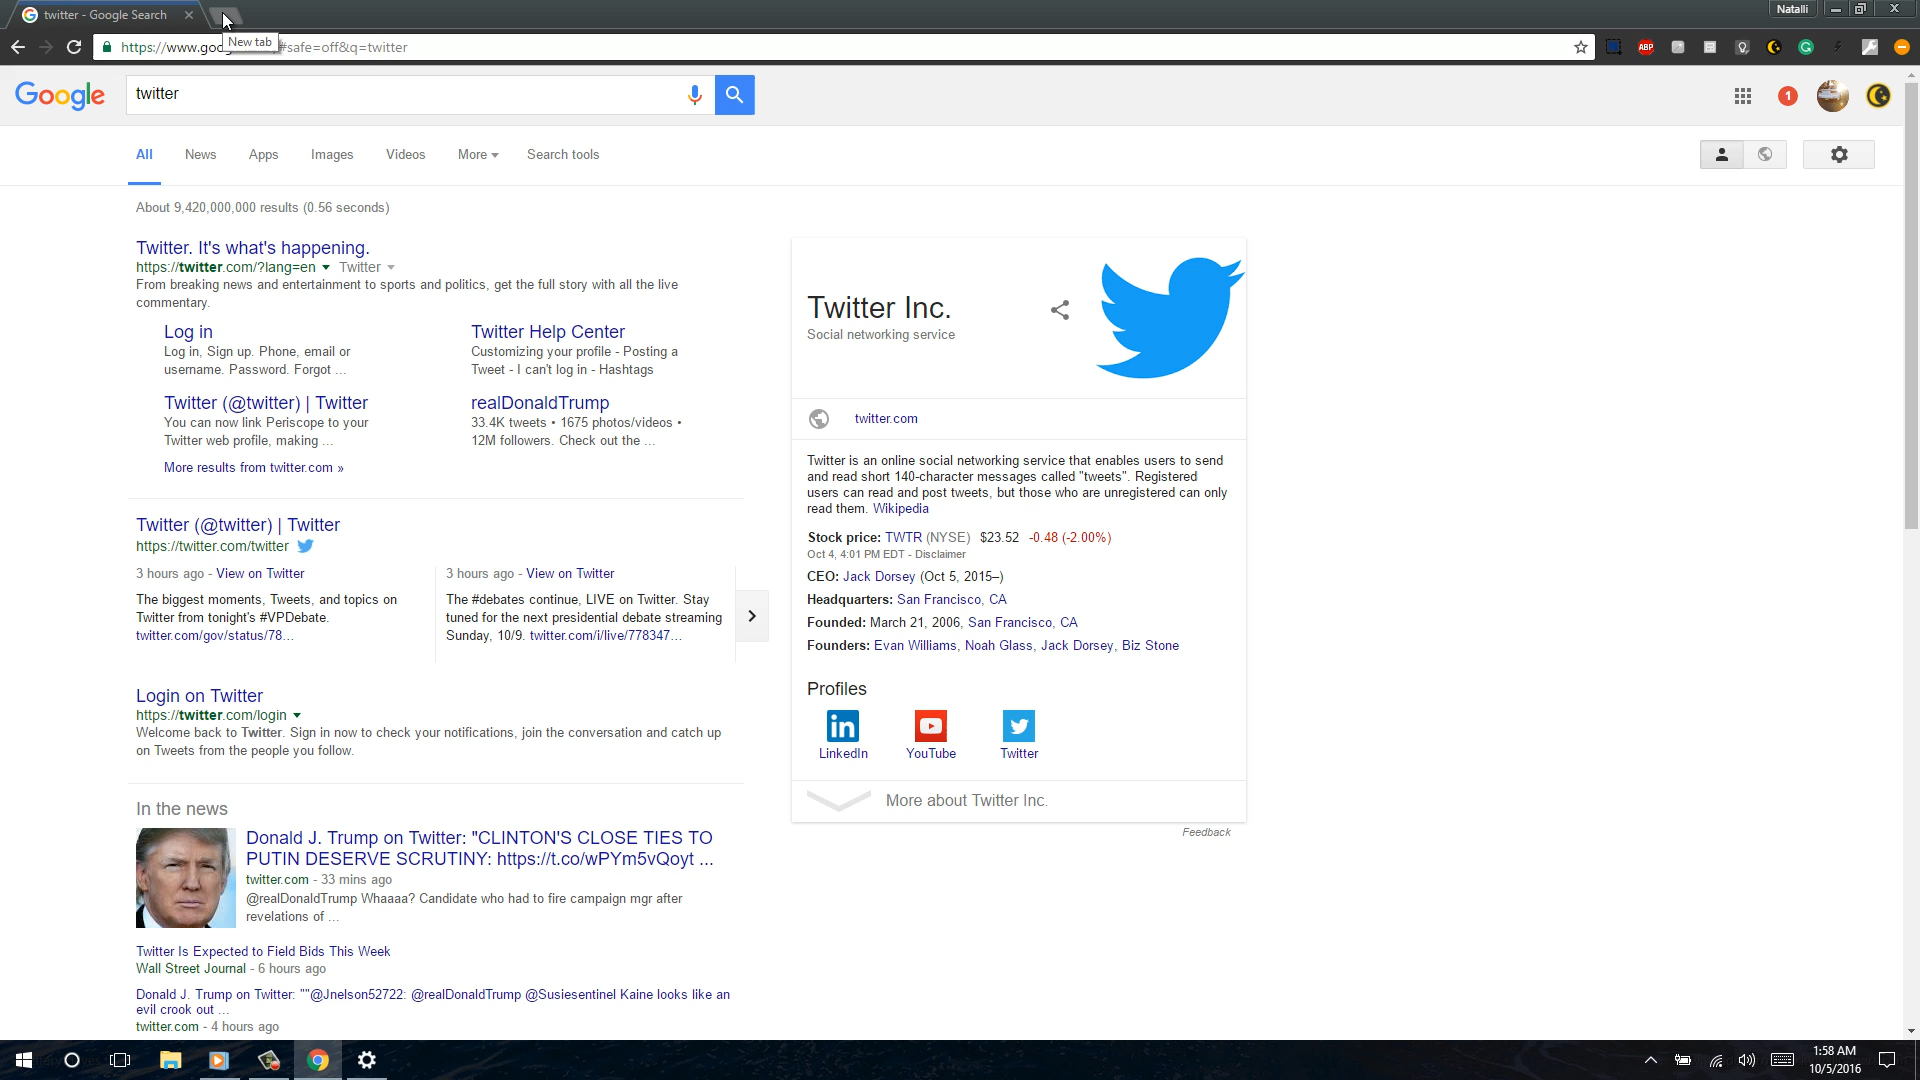 twitter - Google Search
Natalli
New tab
https://www.goo
#safe=off&q=twitter
ABP
Google
twitter
1
All News Apps Images Videos More Search tools
About 9,420,000,000 results (0.56 seconds)
Twitter. It's what's happening.
https://twitter.com/?lang=en Twitter
From breaking news and entertainment to sports and politics, get the full story with all the live
commentary.
Log in
Log in, Sign up. Phone, email or
username. Password. Forgot ...
Twitter Help Center
Customizing your profile - Posting a
Tweet - I can't log in - Hashtags
Twitter (@twitter) | Twitter
You can now link Periscope to your
Twitter web profile, making ...
realDonaldTrump
33.4K tweets • 1675 photos/videos •
12M followers. Check out the ...
More results from twitter.com »
Twitter (@twitter) | Twitter
https://twitter.com/twitter
3 hours ago - View on Twitter
The biggest moments, Tweets, and topics on
Twitter from tonight's #VPDebate.
twitter.com/gov/status/78...
3 hours ago - View on Twitter
The #debates continue, LIVE on Twitter. Stay
tuned for the next presidential debate streaming
Sunday, 10/9. twitter.com/i/live/778347...
Login on Twitter
https://twitter.com/login
Welcome back to Twitter. Sign in now to check your notifications, join the conversation and catch up
on Tweets from the people you follow.
In the news
Donald J. Trump on Twitter: "CLINTON'S CLOSE TIES TO
PUTIN DESERVE SCRUTINY: https://t.co/wPYm5vQoyt ...
twitter.com - 33 mins ago
@realDonaldTrump Whaaaa? Candidate who had to fire campaign mgr after
revelations of ...
Twitter Is Expected to Field Bids This Week
Wall Street Journal - 6 hours ago
Donald J. Trump on Twitter: ""@Jnelson52722: @realDonaldTrump @Susiesentinel Kaine looks like an
evil crook out ...
twitter.com - 4 hours ago
Twitter Inc.
Social networking service
twitter.com
Twitter is an online social networking service that enables users to send
and read short 140-character messages called "tweets". Registered
users can read and post tweets, but those who are unregistered can only
read them. Wikipedia
Stock price: TWTR (NYSE) $23.52 -0.48 (-2.00%)
Oct 4, 4:01 PM EDT - Disclaimer
CEO: Jack Dorsey (Oct 5, 2015–)
Headquarters: San Francisco, CA
Founded: March 21, 2006, San Francisco, CA
Founders: Evan Williams, Noah Glass, Jack Dorsey, Biz Stone
Profiles
in
LinkedIn YouTube Twitter
More about Twitter Inc.
Feedback
1:58 AM
10/5/2016